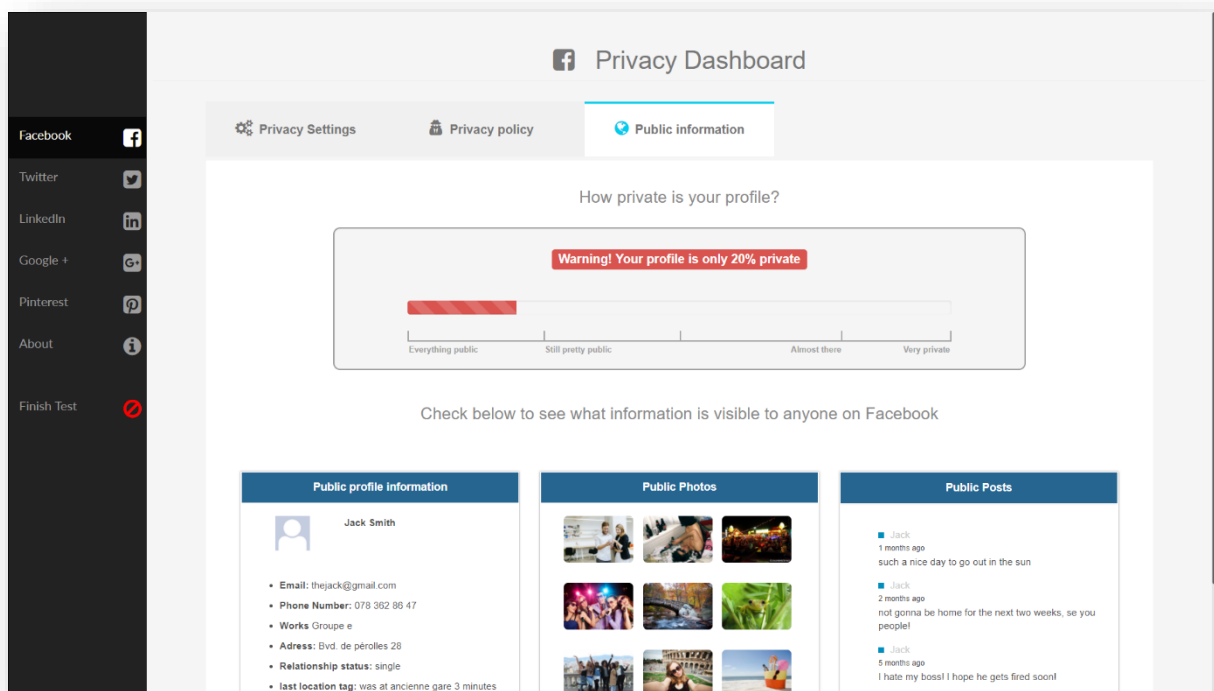 Privacy Dashboard
Facebook
Twitter
LinkedIn
Google +
Pinterest
About
Finish Test
Privacy Settings
Privacy policy
Public information
How private is your profile?
Warning! Your profile is only 20% private
Everything public
Still pretty public
Almost there
Very private
Check below to see what information is visible to anyone on Facebook
Public profile information
Jack Smith
Email: thejack@gmail.com
Phone Number: 078 362 86 47
Works Groupe e
Adress: Bvd. de pérolles 28
Relationship status: single
last location tag: was at ancienne gare 3 minutes
Public Photos
Public Posts
Jack
1 months ago
such a nice day to go out in the sun
Jack
2 months ago
not gonna be home for the next two weeks, se you
people!
Jack
5 months ago
I hate my boss! I hope he gets fired soon!